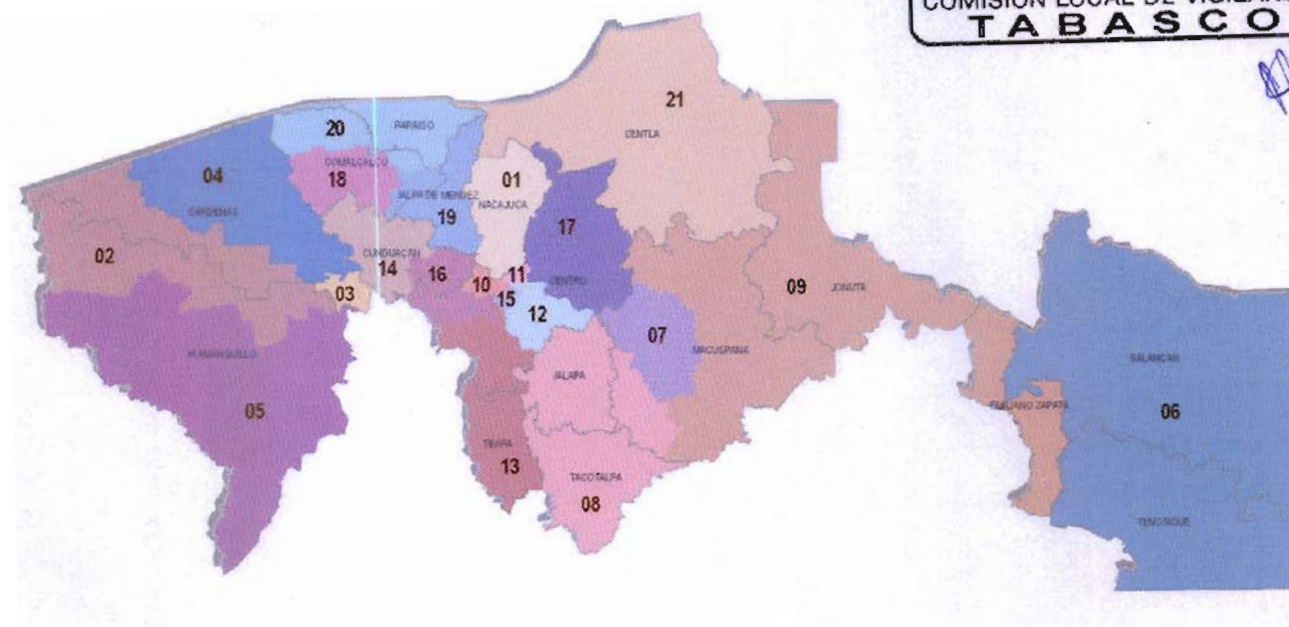 COMISION LOCAL DE VIGILAN
TABASCO
21
CENTLA
20
PARAISO
COMALCALCO
18
04
CARDENAS
JALPA DE MENDEZ
19
01
NACAJUCA
17
CENTRO
02
CUNDUACAN
14
16
10
11
15
12
03
09
JONUTA
07
MACUSPANA
HUIMANGUILLO
05
JALAPA
BALANCAN
EMILIANO ZAPATA
06
TEAPA
13
TACOTALPA
08
TENOSIQUE